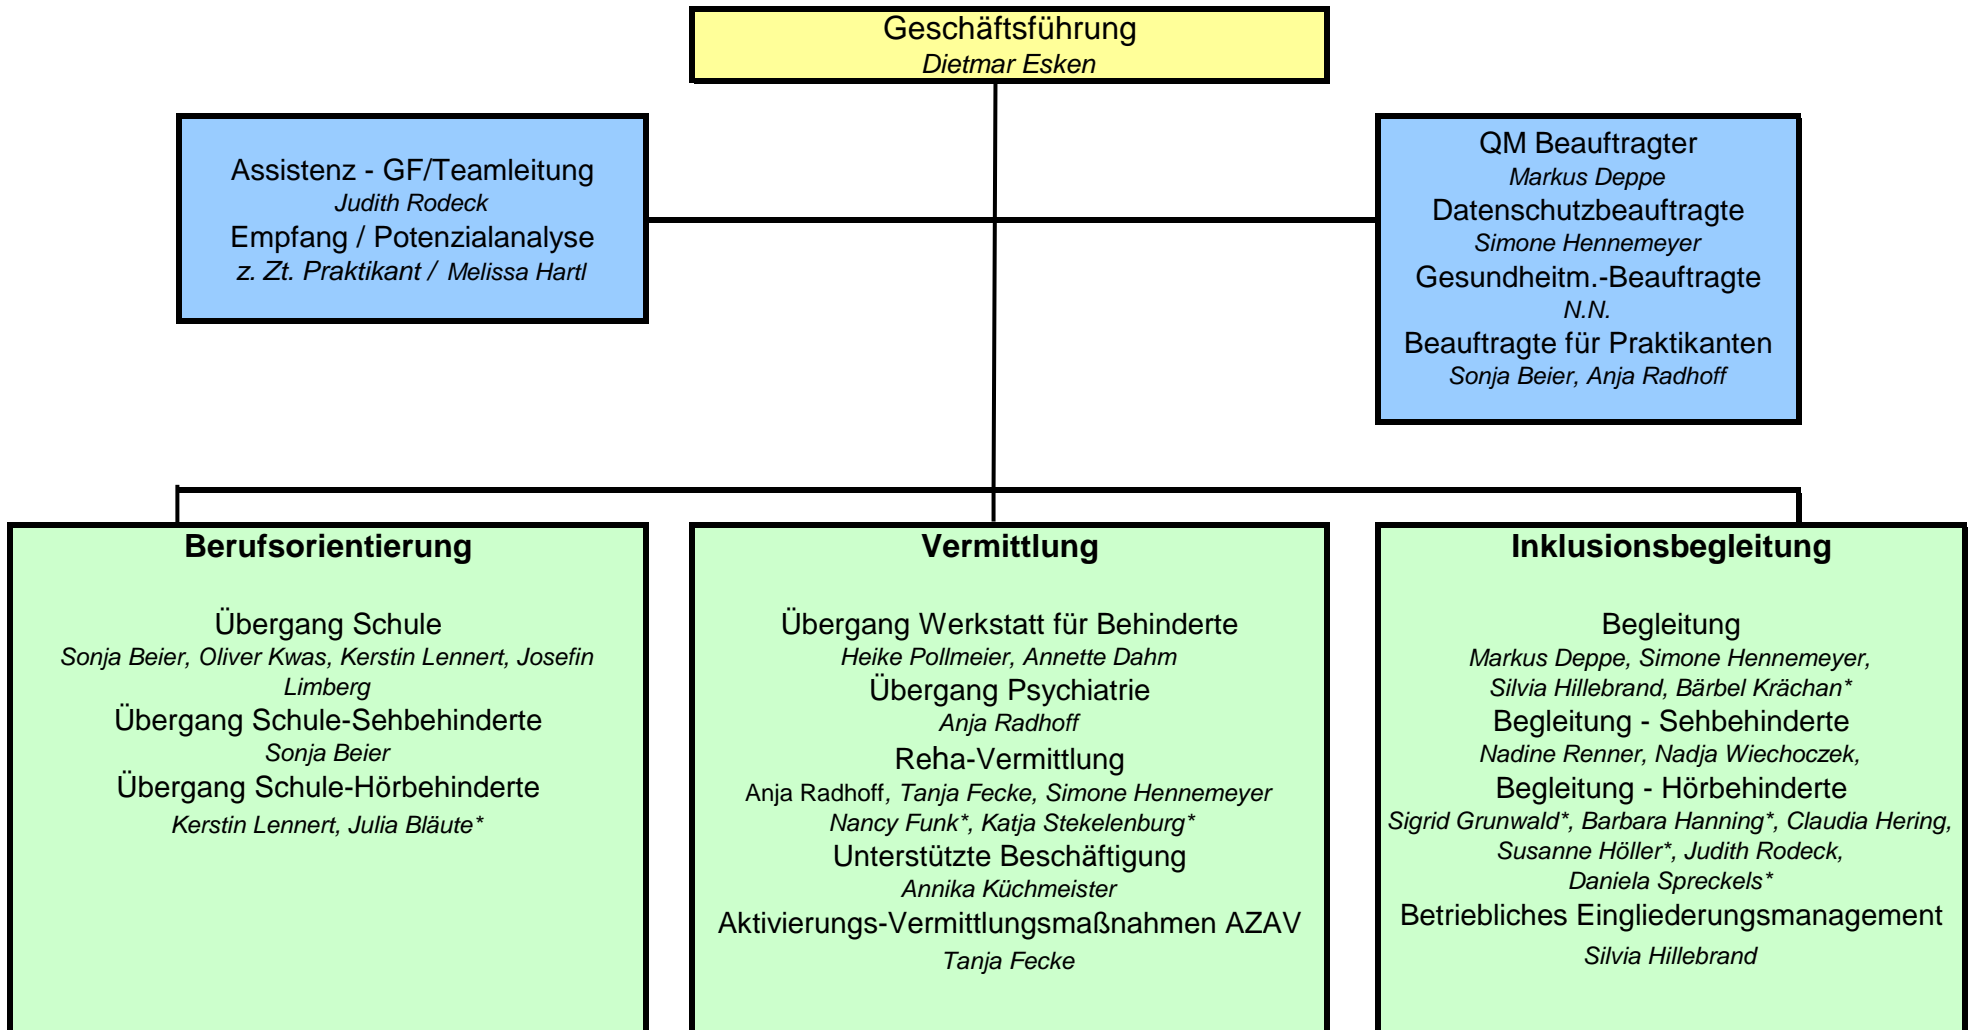 Geschäftsführung
Dietmar Esken
Assistenz - GF/Teamleitung
Judith Rodeck
Empfang / Potenzialanalyse
z. Zt. Praktikant / Melissa Hartl
QM Beauftragter
Markus Deppe
Datenschutzbeauftragte
Simone Hennemeyer
Gesundheitm.-Beauftragte
N.N.
Beauftragte für Praktikanten
Sonja Beier, Anja Radhoff
Berufsorientierung
Übergang Schule
Sonja Beier, Oliver Kwas, Kerstin Lennert, Josefin
Limberg
Übergang Schule-Sehbehinderte
Sonja Beier
Übergang Schule-Hörbehinderte
Kerstin Lennert, Julia Bläute*
Vermittlung
Übergang Werkstatt für Behinderte
Heike Pollmeier, Annette Dahm
Übergang Psychiatrie
Anja Radhoff
Reha-Vermittlung
Anja Radhoff, Tanja Fecke, Simone Hennemeyer
Nancy Funk*, Katja Stekelenburg*
Unterstützte Beschäftigung
Annika Küchmeister
Aktivierungs-Vermittlungsmaßnahmen AZAV
Tanja Fecke
Inklusionsbegleitung
Begleitung
Markus Deppe, Simone Hennemeyer,
Silvia Hillebrand, Bärbel Krächan*
Begleitung - Sehbehinderte
Nadine Renner, Nadja Wiechoczek,
Begleitung - Hörbehinderte
Sigrid Grunwald*, Barbara Hanning*, Claudia Hering,
Susanne Höller*, Judith Rodeck,
Daniela Spreckels*
Betriebliches Eingliederungsmanagement
Silvia Hillebrand